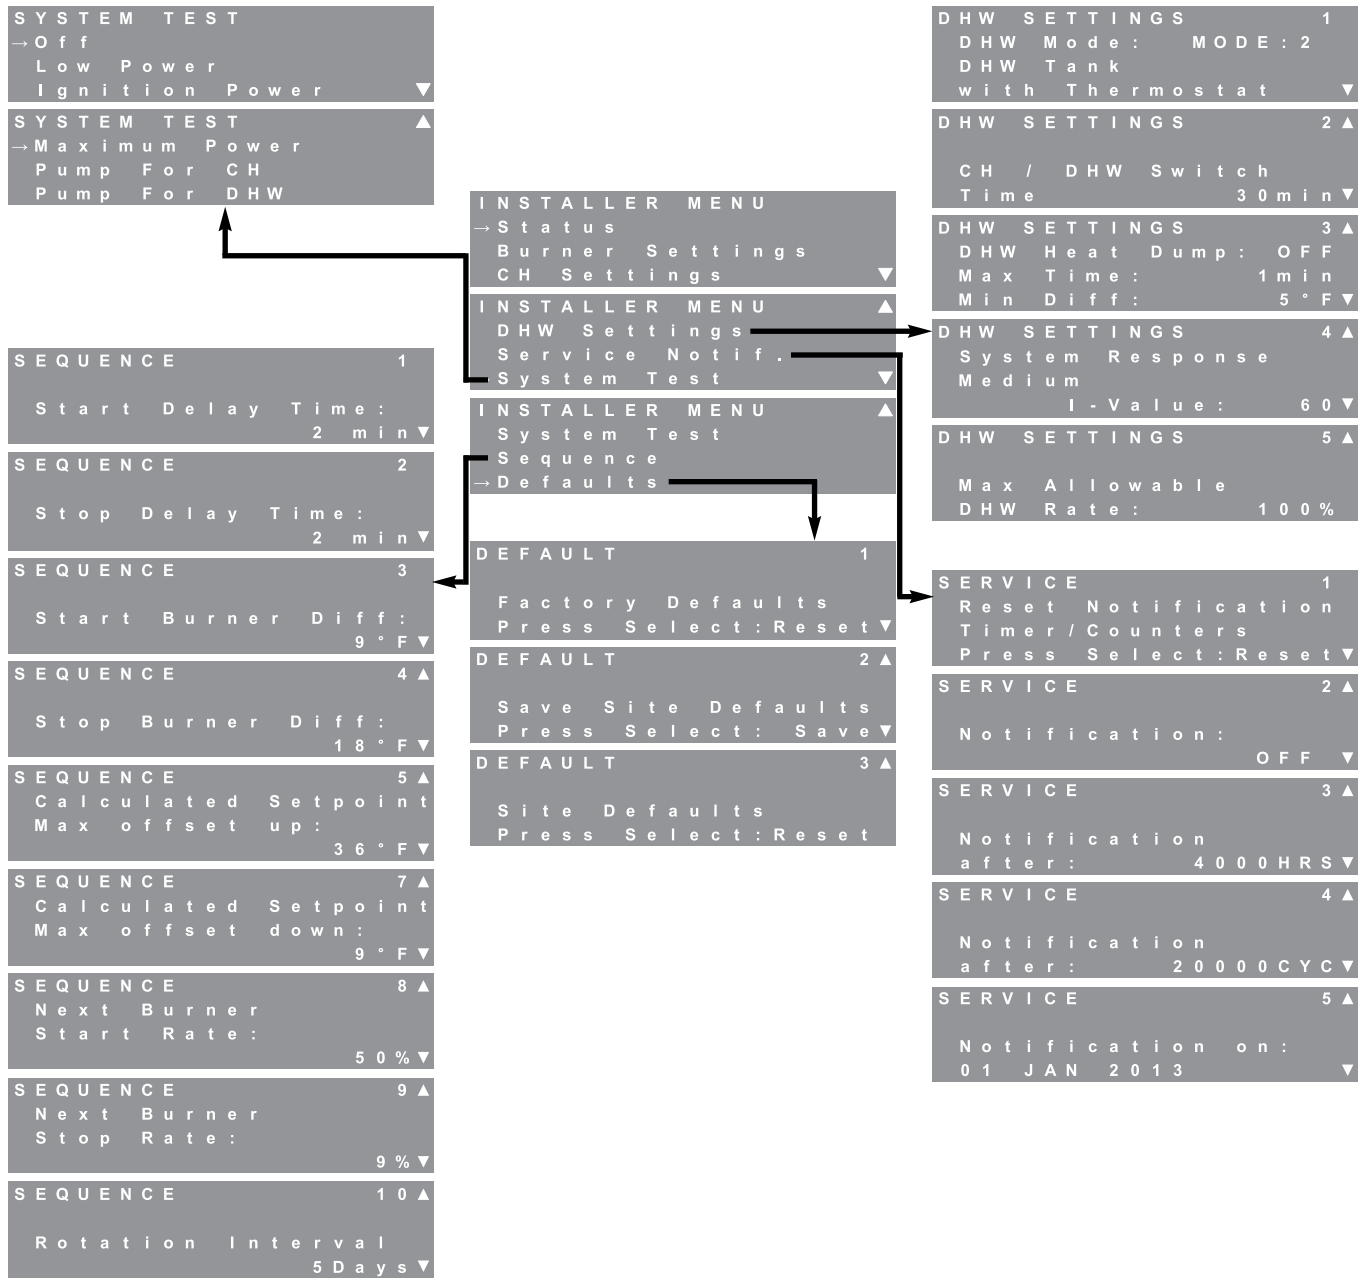 SYSTEM TEST
→Off
Low Power
Ignition Power ▼
SYSTEM TEST ▲
→Maximum Power
Pump For CH
Pump For DHW
SEQUENCE 1
Start Delay Time:
2 min▼
SEQUENCE 2
Stop Delay Time:
2 min▼
SEQUENCE 3
Start Burner Diff:
9°F▼
SEQUENCE 4▲
Stop Burner Diff:
18°F▼
SEQUENCE 5▲
Calculated Setpoint
Max offset up:
36°F▼
SEQUENCE 7▲
Calculated Setpoint
Max offset down:
9°F▼
SEQUENCE 8▲
Next Burner
Start Rate:
50%▼
SEQUENCE 9▲
Next Burner
Stop Rate:
9%▼
SEQUENCE 10▲
Rotation Interval
5Days▼
INSTALLER MENU
→Status
Burner Settings
CH Settings ▼
INSTALLER MENU ▲
DHW Settings
Service Notif.
System Test ▼
INSTALLER MENU ▲
System Test
Sequence
→Defaults
DEFAULT 1
Factory Defaults
Press Select:Reset▼
DEFAULT 2▲
Save Site Defaults
Press Select: Save▼
DEFAULT 3▲
Site Defaults
Press Select:Reset
DHW SETTINGS 1
DHW Mode: MODE:2
DHW Tank
with Thermostat ▼
DHW SETTINGS 2▲
CH / DHW Switch
Time 30min▼
DHW SETTINGS 3▲
DHW Heat Dump: OFF
Max Time: 1min
Min Diff: 5°F▼
DHW SETTINGS 4▲
System Response
Medium
I-Value: 60▼
DHW SETTINGS 5▲
Max Allowable
DHW Rate: 100%
SERVICE 1
Reset Notification
Timer/Counters
Press Select:Reset▼
SERVICE 2▲
Notification:
OFF ▼
SERVICE 3▲
Notification
after: 4000HRS▼
SERVICE 4▲
Notification
after: 20000CYC▼
SERVICE 5▲
Notification on:
01 JAN 2013 ▼